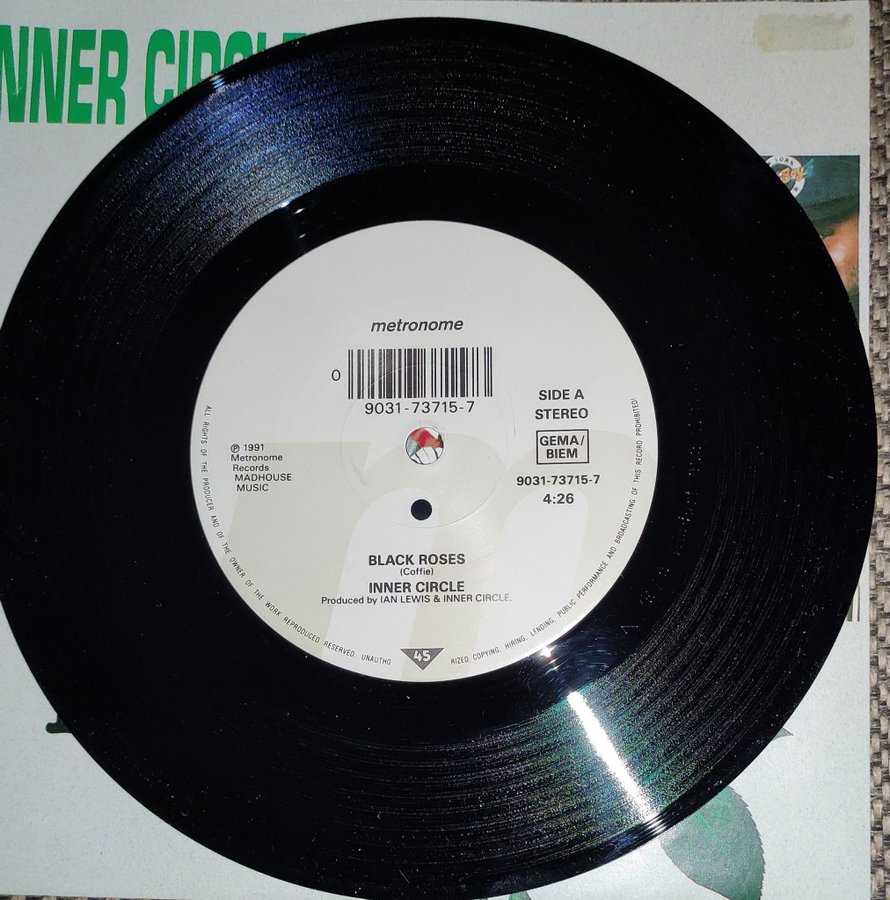 NNER CIRCLE
metronome
0
9031-73715-7
SIDE A
STEREO
GEMA/
BIEM
9031-73715-7
4:26
℗ 1991
Metronome
Records
MADHOUSE
MUSIC
BLACK ROSES
(Coffie)
INNER CIRCLE
Produced by IAN LEWIS & INNER CIRCLE.
45
ALL RIGHTS OF THE PRODUCER AND OF THE OWNER OF THE WORK REPRODUCED RESERVED. UNAUTHO
RIZED COPYING, HIRING, LENDING, PUBLIC PERFORMANCE AND BROADCASTING OF THIS RECORD PROHIBITED!